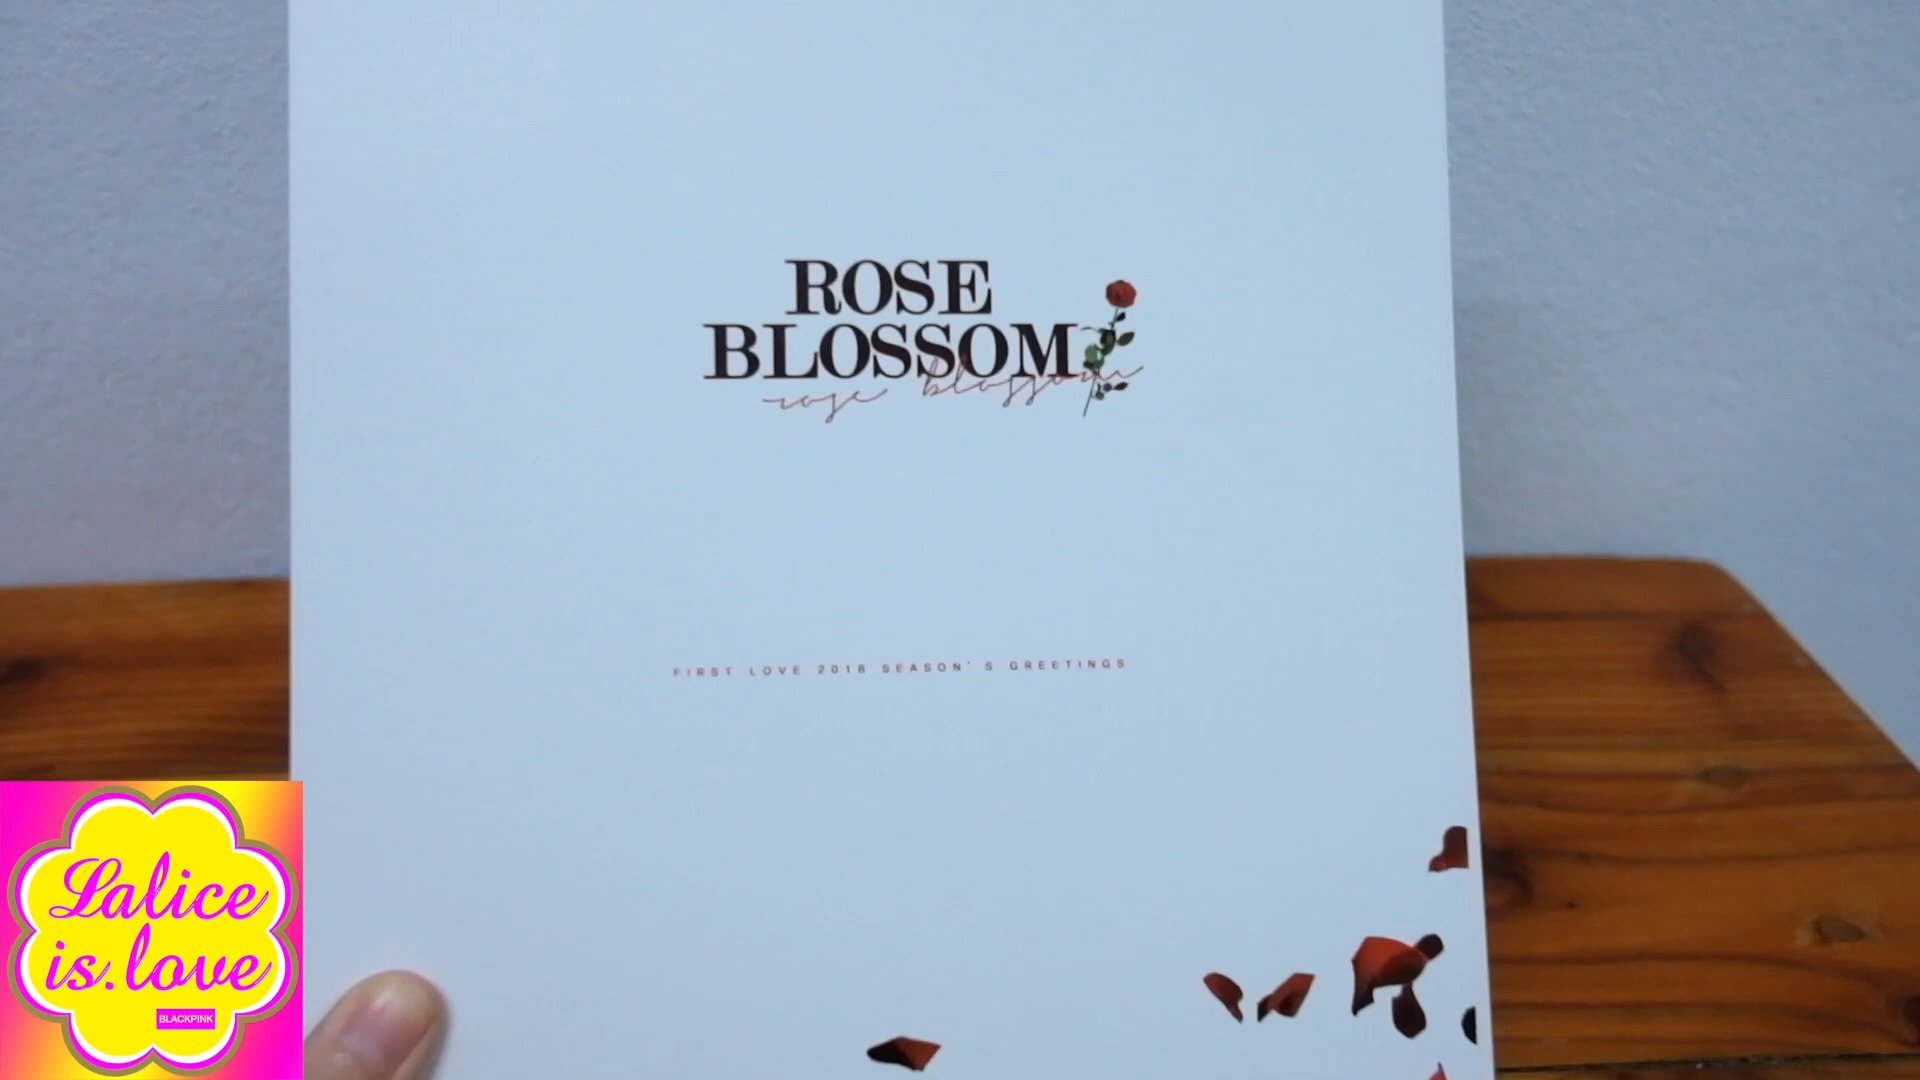 ROSE
BLOSSOM
rose blossom
FIRST LOVE 2018 SEASON'S GREETINGS
Lalice
is.love
BLACKPINK